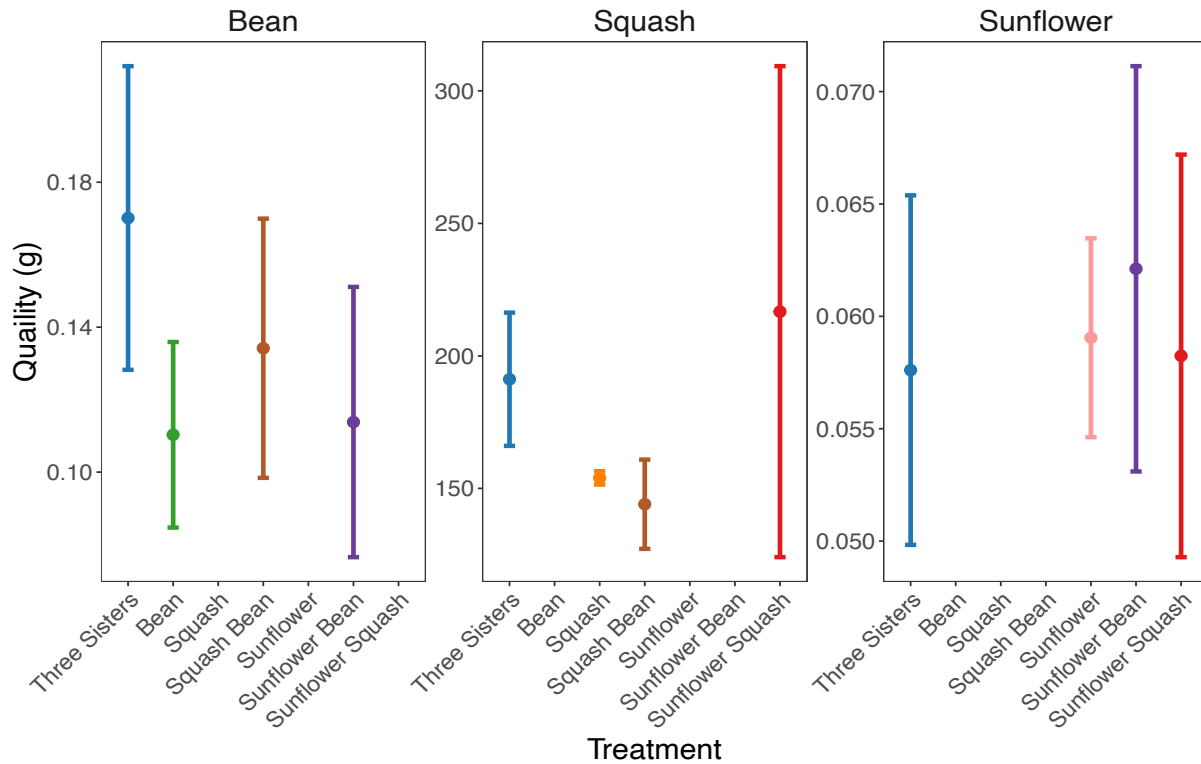 Bean
Squash
Sunflower
Quaility (g)
0.18
0.14
0.10
300
250
200
150
0.070
0.065
0.060
0.055
0.050
Three Sisters
Bean
Squash
Squash Bean
Sunflower
Sunflower Bean
Sunflower Squash
Three Sisters
Bean
Squash
Squash Bean
Sunflower
Sunflower Bean
Sunflower Squash
Three Sisters
Bean
Squash
Squash Bean
Sunflower
Sunflower Bean
Sunflower Squash
Treatment